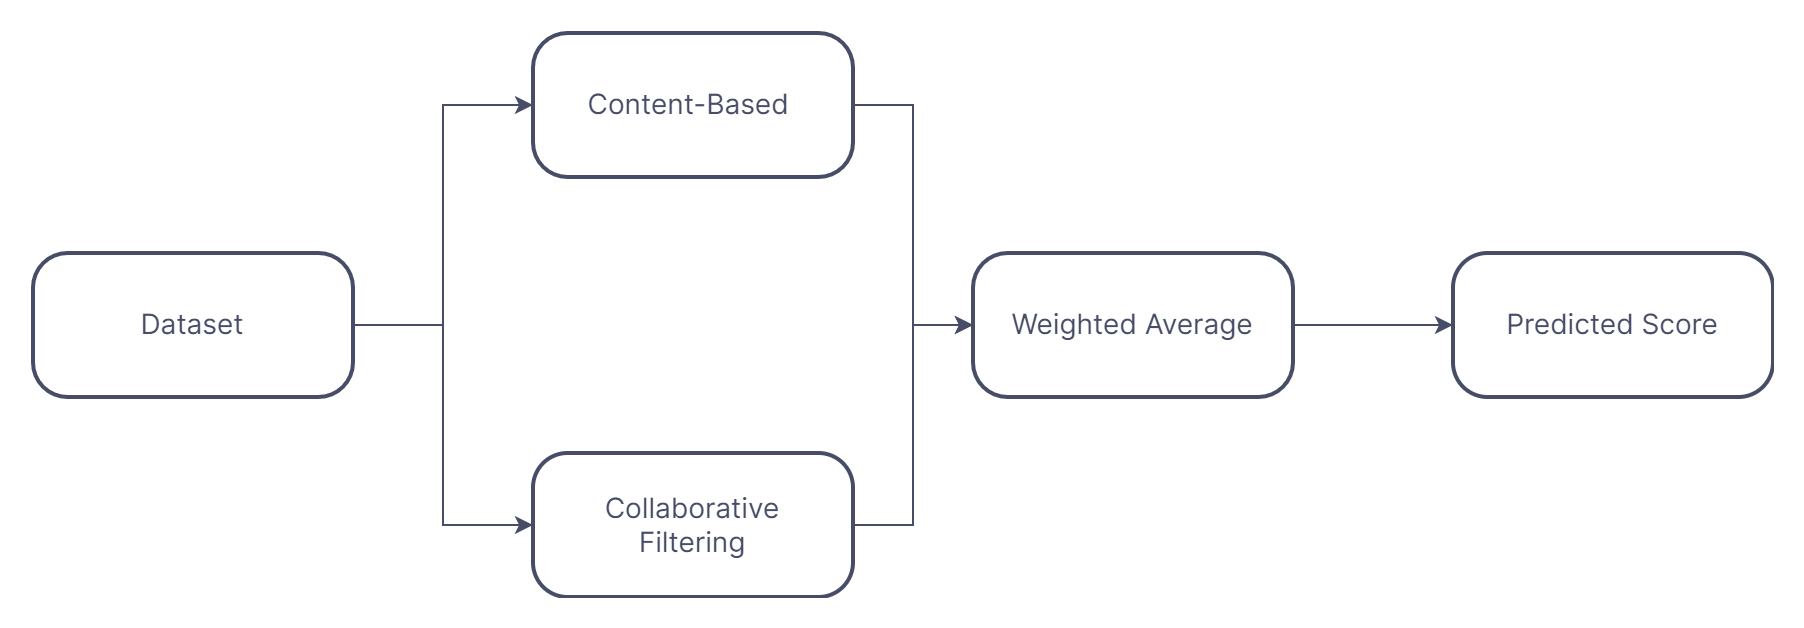 Content-Based
Dataset
Weighted Average
Predicted Score
Collaborative
Filtering